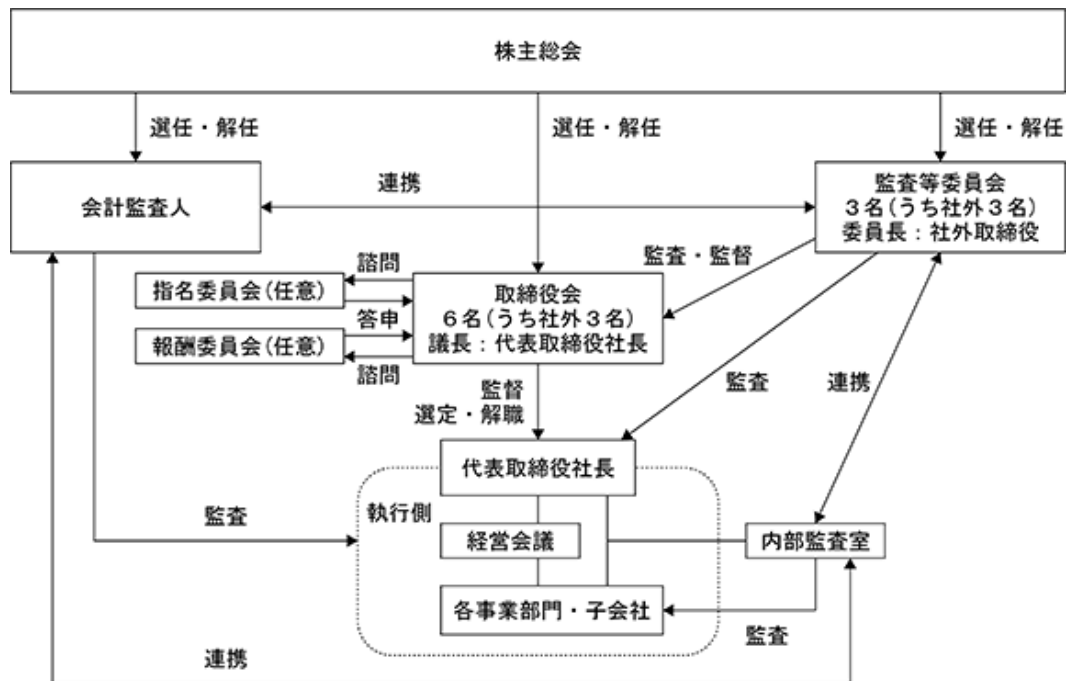 株主総会
選任・解任
選任・解任
選任・解任
会計監査人
連携
監査等委員会
3名(うち社外3名)
委員長：社外取締役
監査・監督
諮問
指名委員会(任意)
答申
報酬委員会(任意)
諮問
取締役会
6名(うち社外3名)
議長：代表取締役社長
監督
選定・解職
監査
連携
代表取締役社長
執行側
監査
経営会議
内部監査室
各事業部門・子会社
監査
連携